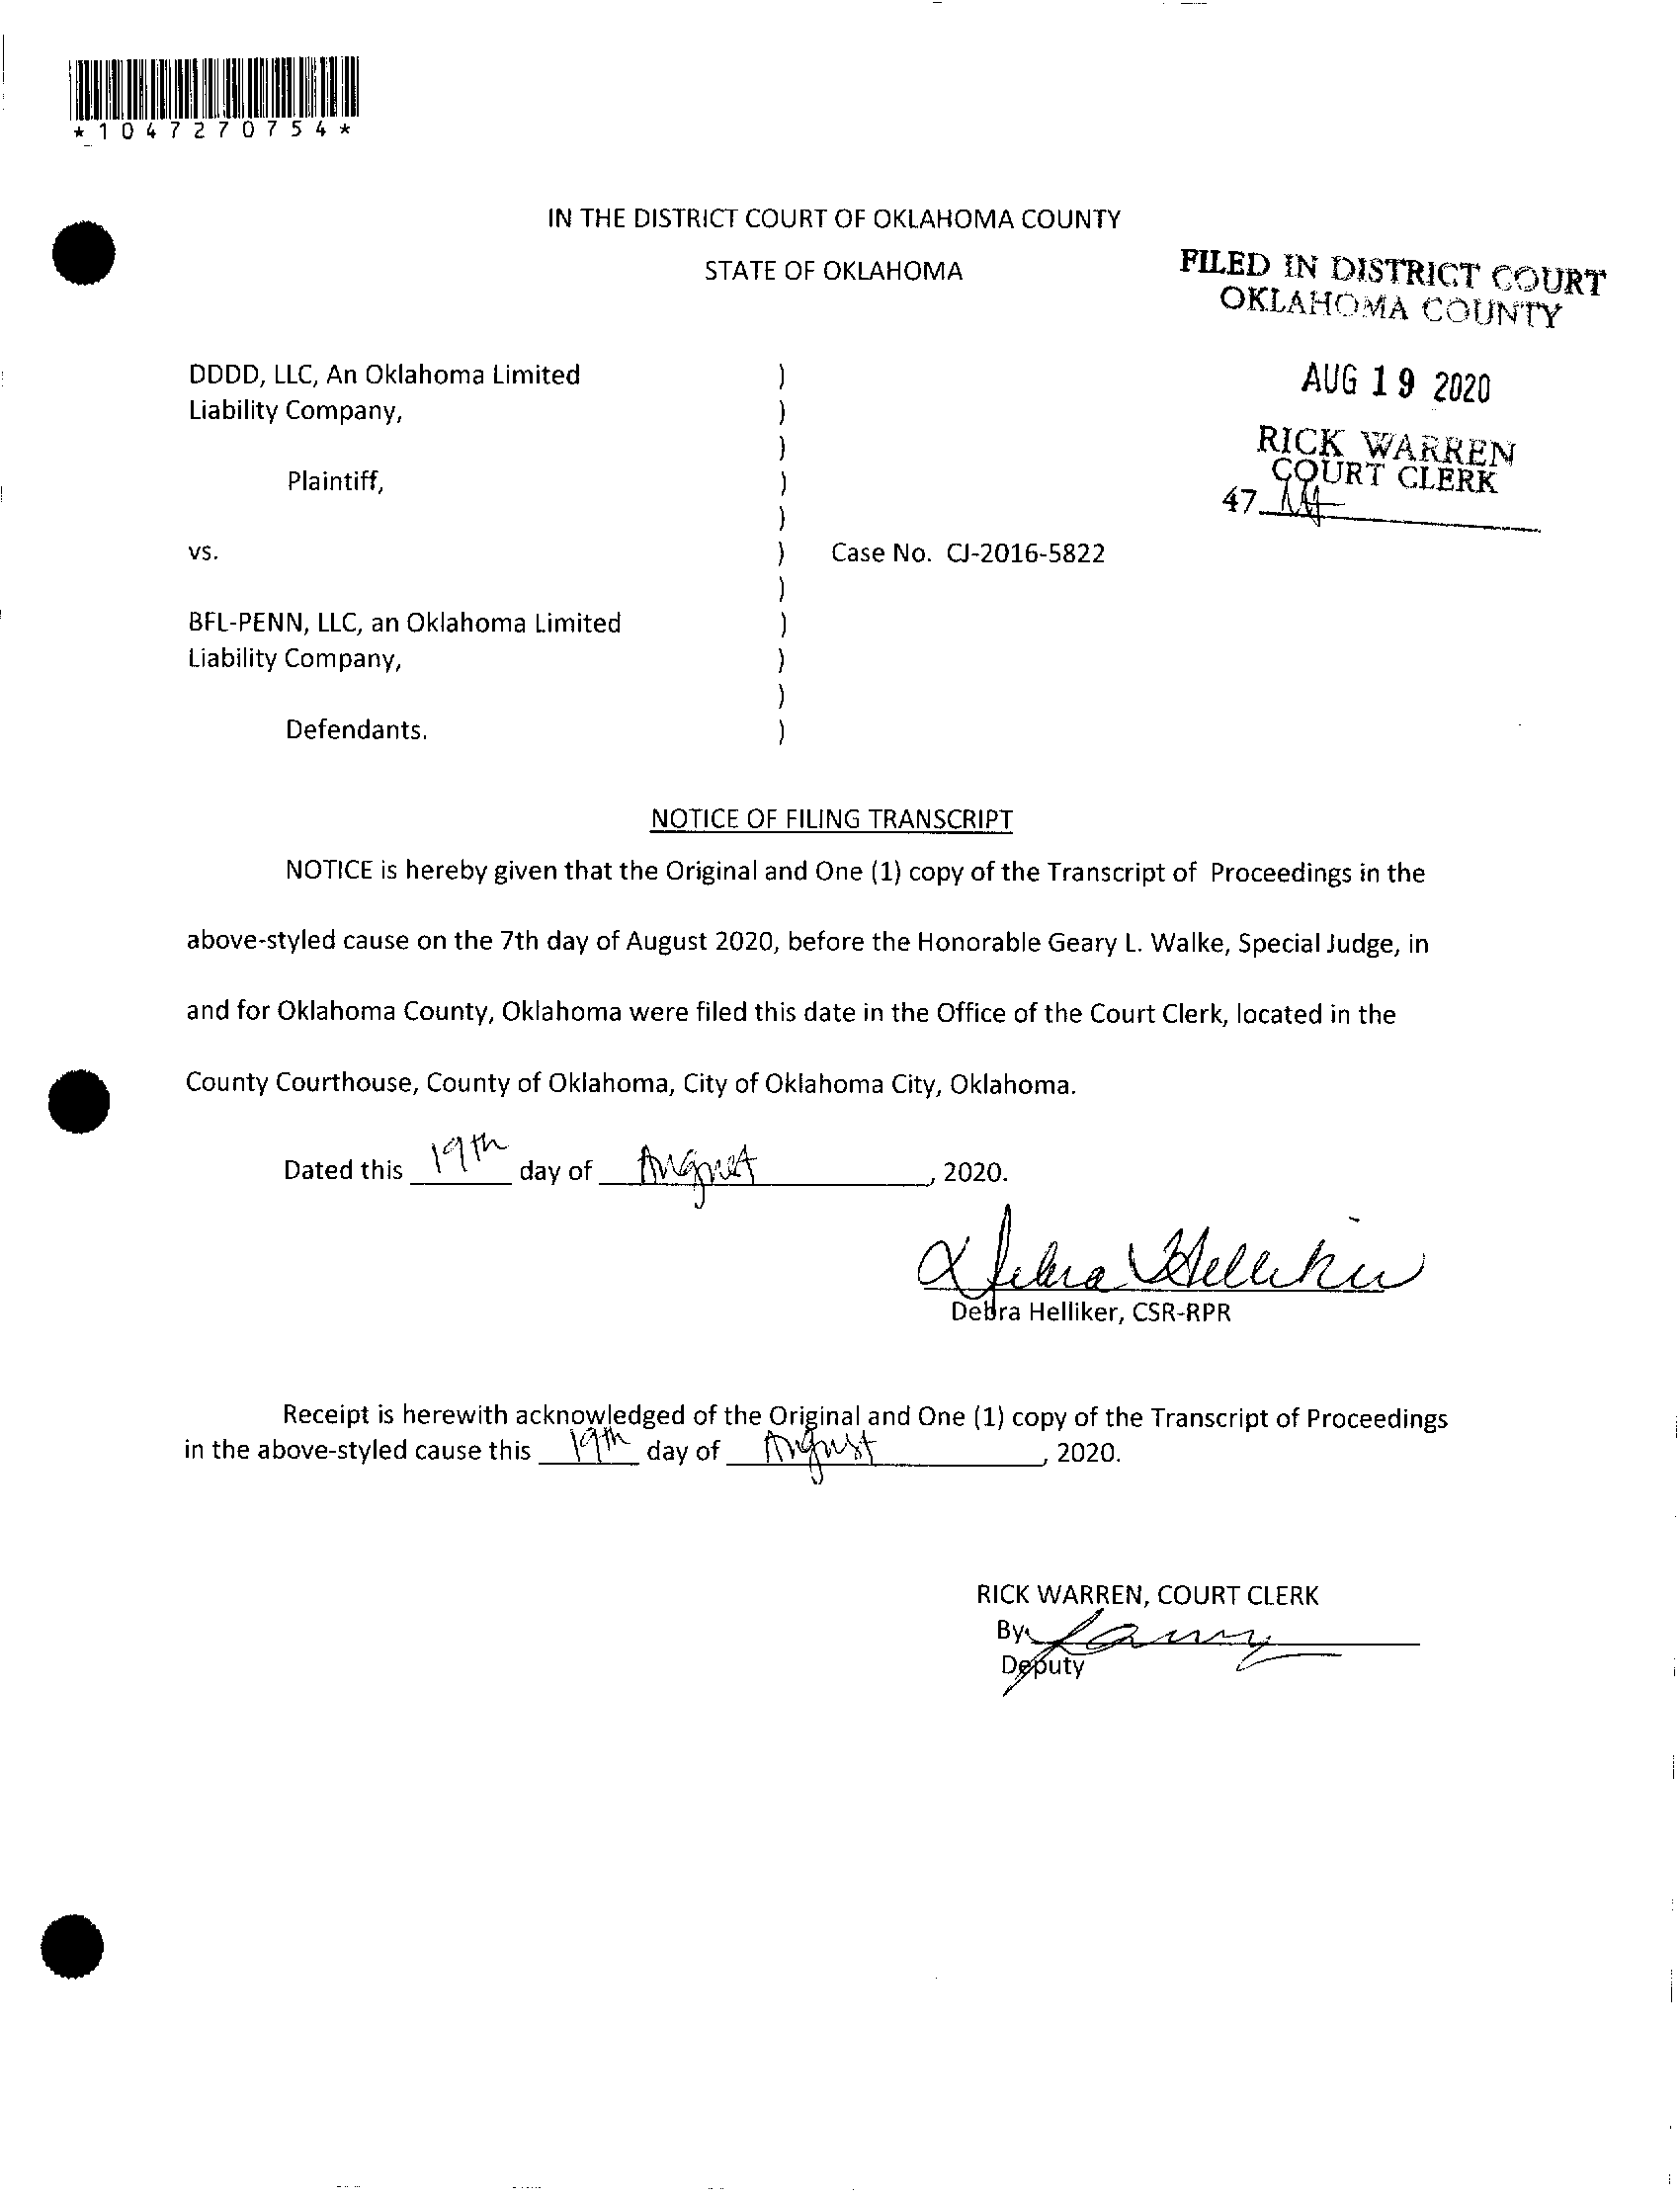 *1047270754*
IN THE DISTRICT COURT OF OKLAHOMA COUNTY
STATE OF OKLAHOMA
FILED IN DISTRICT COURT
OKLAHOMA COUNTY
AUG 19 2020
RICK WARREN
COURT CLERK
47
DDDD, LLC, An Oklahoma Limited )
Liability Company, )
)
Plaintiff, )
)
vs. ) Case No. CJ-2016-5822
)
BFL-PENN, LLC, an Oklahoma Limited )
Liability Company, )
)
Defendants. )
NOTICE OF FILING TRANSCRIPT
NOTICE is hereby given that the Original and One (1) copy of the Transcript of Proceedings in the
above-styled cause on the 7th day of August 2020, before the Honorable Geary L. Walke, Special Judge, in
and for Oklahoma County, Oklahoma were filed this date in the Office of the Court Clerk, located in the
County Courthouse, County of Oklahoma, City of Oklahoma City, Oklahoma.
Dated this 19th day of August, 2020.
Debra Helliker
Debra Helliker, CSR-RPR
Receipt is herewith acknowledged of the Original and One (1) copy of the Transcript of Proceedings
in the above-styled cause this 19th day of August, 2020.
RICK WARREN, COURT CLERK
By
Deputy